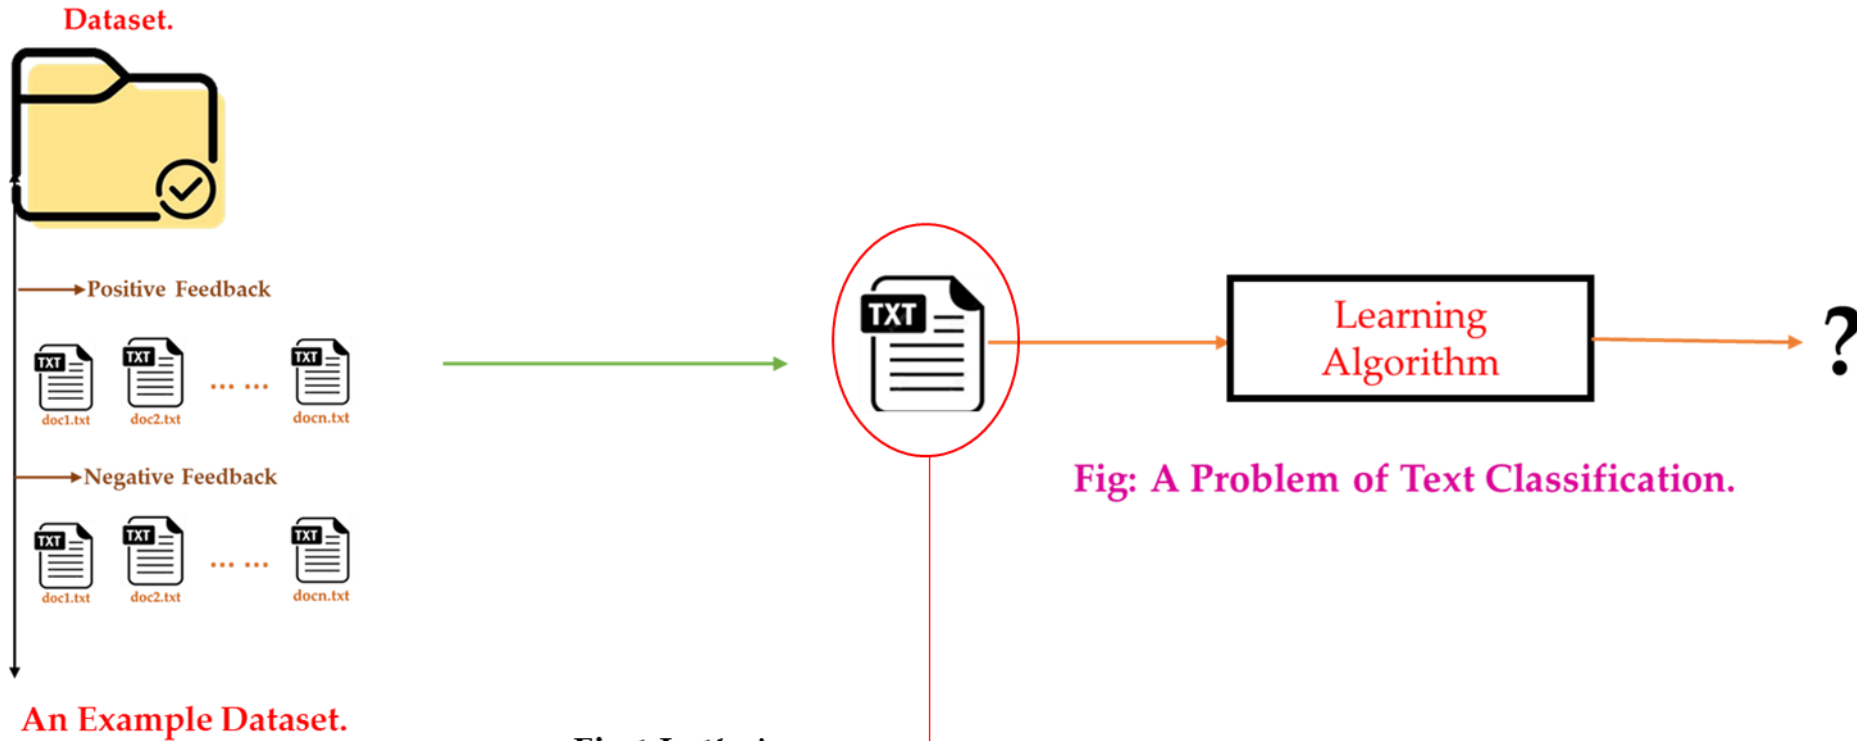 Dataset.
Positive Feedback
TXT TXT TXT
... ...
doc1.txt doc2.txt docn.txt
Negative Feedback
TXT TXT TXT
... ...
doc1.txt doc2.txt docn.txt
An Example Dataset.
TXT
Learning
Algorithm
?
Fig: A Problem of Text Classification.